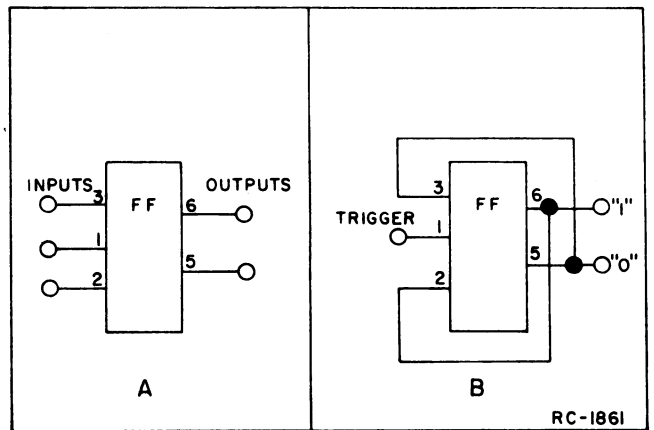 INPUTS
3
FF
6
OUTPUTS
1
5
2
A
3
FF
6
"1"
TRIGGER
1
5
"0"
2
B
RC-1861